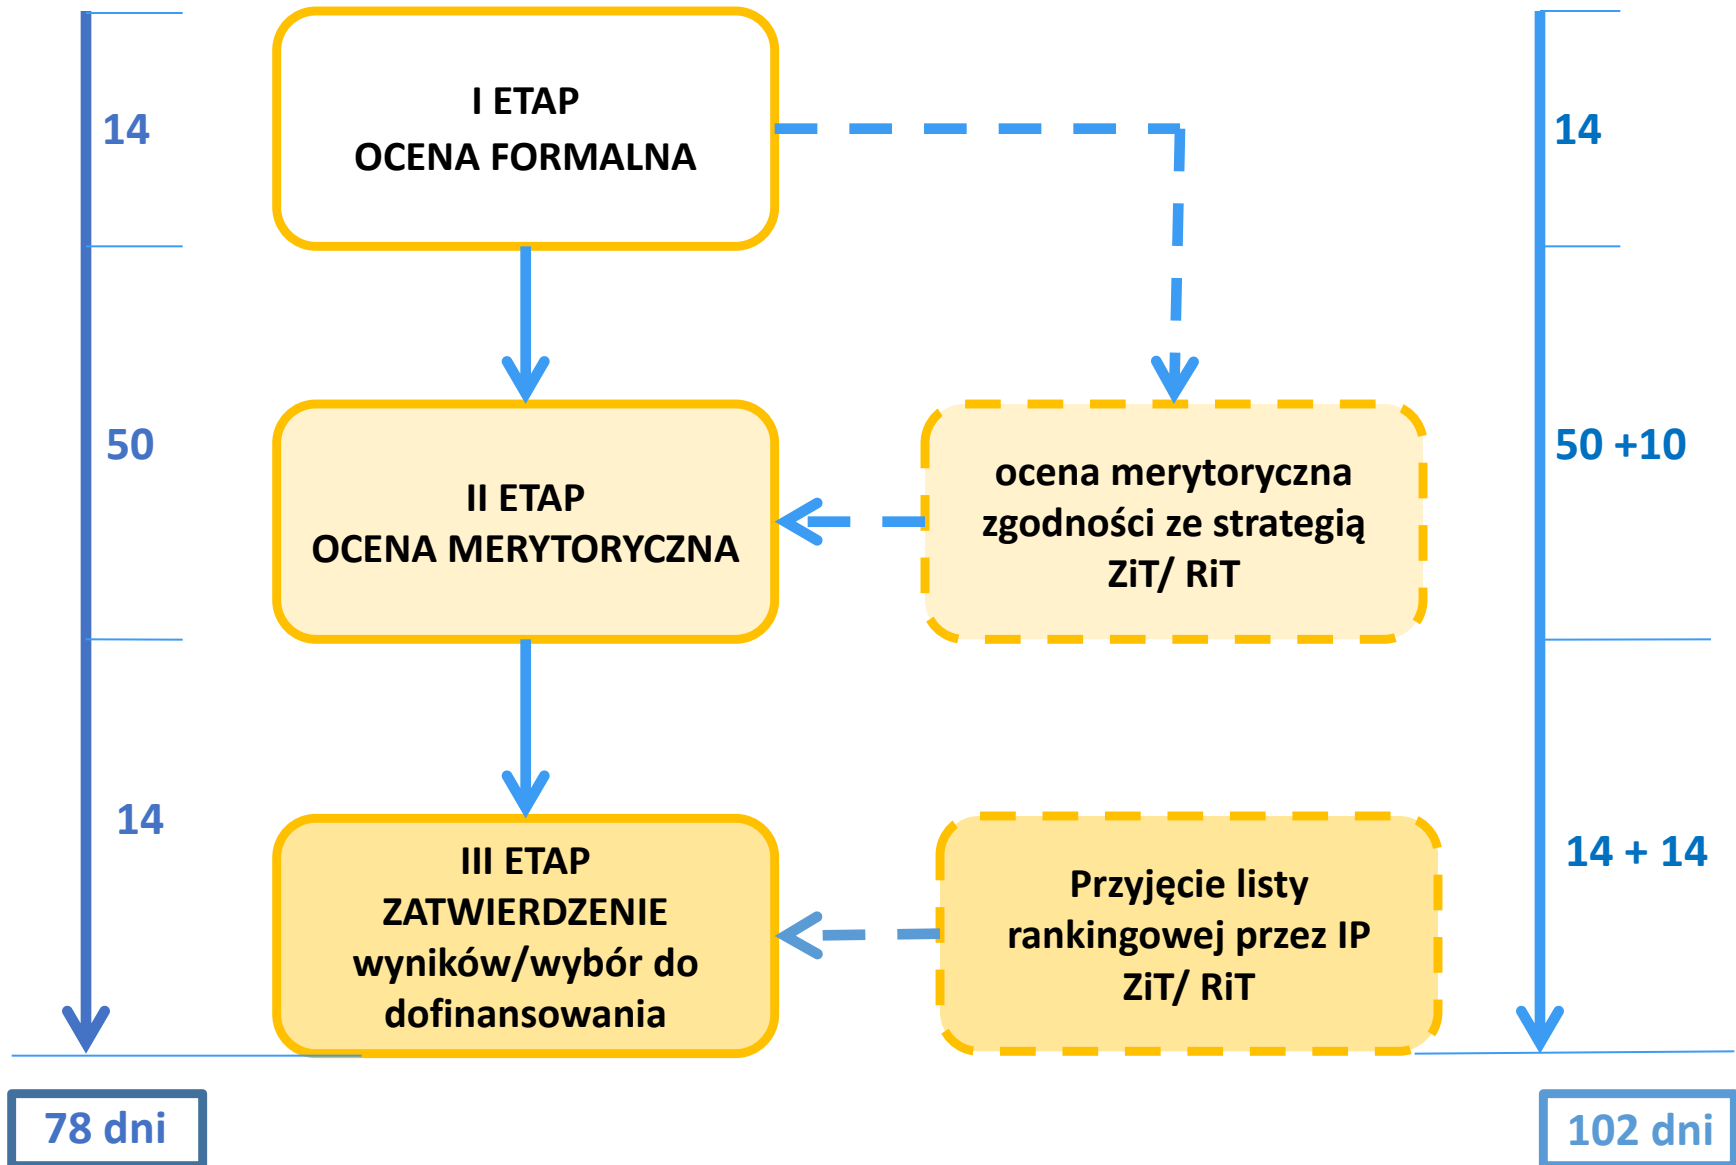 14
I ETAP
OCENA FORMALNA
14
50
II ETAP
OCENA MERYTORYCZNA
ocena merytoryczna
zgodności ze strategią
ZiT/ RiT
50 +10
14
III ETAP
ZATWIERDZENIE
wyników/wybór do
dofinansowania
Przyjęcie listy
rankingowej przez IP
ZiT/ RiT
14 + 14
78 dni
102 dni